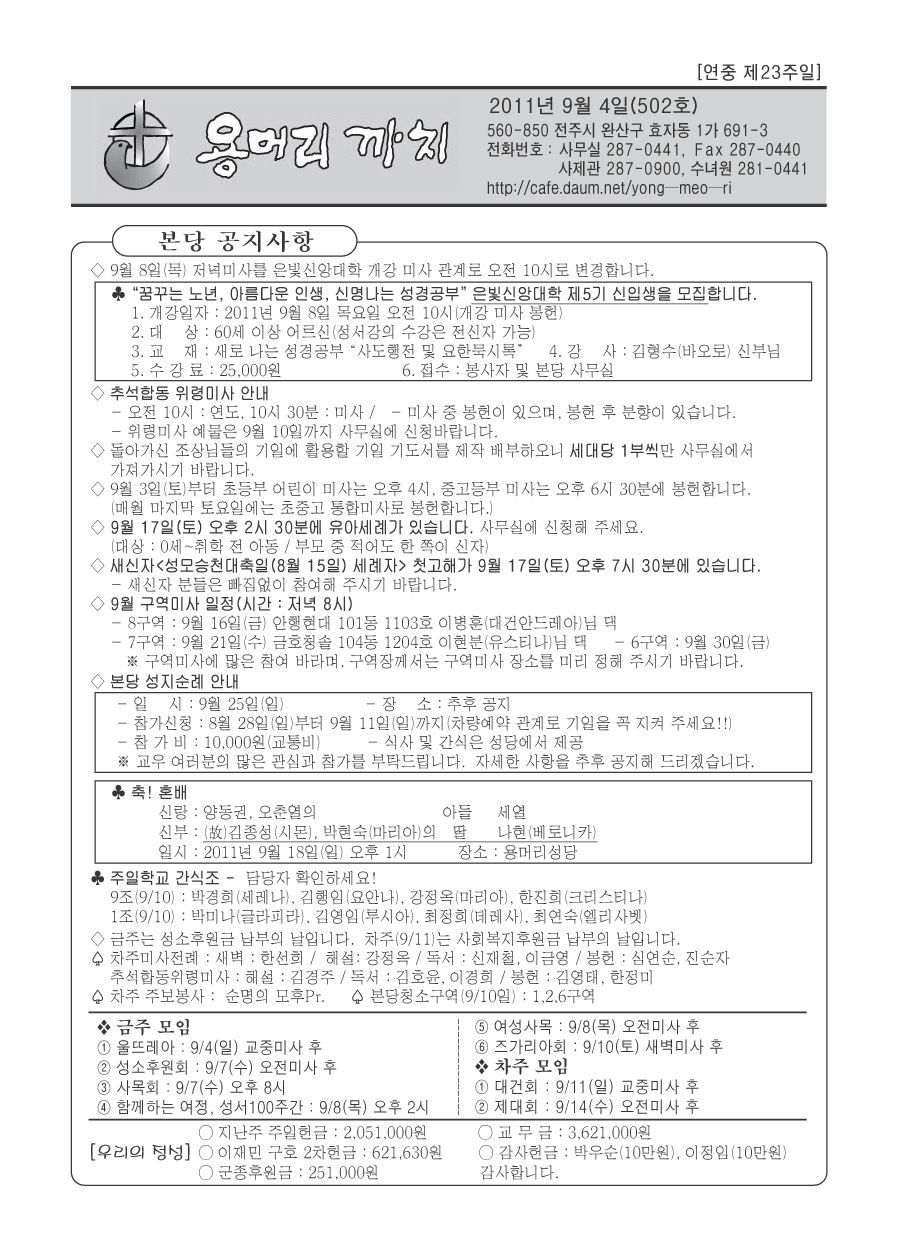 [연중 제23주일]
용머리 까치
2011년 9월 4일(502호)
560-850 전주시 완산구 효자동 1가 691-3
전화번호 : 사무실 287-0441, Fax 287-0440
사제관 287-0900, 수녀원 281-0441
http://cafe.daum.net/yong―meo―ri
본당 공지사항
◇ 9월 8일(목) 저녁미사를 은빛신앙대학 개강 미사 관계로 오전 10시로 변경합니다.
♣ “꿈꾸는 노년, 아름다운 인생, 신명나는 성경공부” 은빛신앙대학 제5기 신입생을 모집합니다.
1. 개강일자 : 2011년 9월 8일 목요일 오전 10시(개강 미사 봉헌)
2. 대 상 : 60세 이상 어르신(성서강의 수강은 전신자 가능)
3. 교 재 : 새로 나는 성경공부 “사도행전 및 요한묵시록” 4. 강 사 : 김형수(바오로) 신부님
5. 수 강 료 : 25,000원 6. 접수 : 봉사자 및 본당 사무실
◇ 추석합동 위령미사 안내
- 오전 10시 : 연도, 10시 30분 : 미사 / - 미사 중 봉헌이 있으며, 봉헌 후 분향이 있습니다.
- 위령미사 예물은 9월 10일까지 사무실에 신청바랍니다.
◇ 돌아가신 조상님들의 기일에 활용할 기일 기도서를 제작 배부하오니 세대당 1부씩만 사무실에서
가져가시기 바랍니다.
◇ 9월 3일(토)부터 초등부 어린이 미사는 오후 4시, 중고등부 미사는 오후 6시 30분에 봉헌합니다.
(매월 마지막 토요일에는 초중고 통합미사로 봉헌합니다.)
◇ 9월 17일(토) 오후 2시 30분에 유아세례가 있습니다. 사무실에 신청해 주세요.
(대상 : 0세~취학 전 아동 / 부모 중 적어도 한 쪽이 신자)
◇ 새신자<성모승천대축일(8월 15일) 세례자> 첫고해가 9월 17일(토) 오후 7시 30분에 있습니다.
- 새신자 분들은 빠짐없이 참여해 주시기 바랍니다.
◇ 9월 구역미사 일정(시간 : 저녁 8시)
- 8구역 : 9월 16일(금) 안행현대 101동 1103호 이병훈(대건안드레아)님 댁
- 7구역 : 9월 21일(수) 금호청솔 104동 1204호 이현분(유스티나)님 댁 - 6구역 : 9월 30일(금)
※ 구역미사에 많은 참여 바라며, 구역장께서는 구역미사 장소를 미리 정해 주시기 바랍니다.
◇ 본당 성지순례 안내
- 일 시 : 9월 25일(일) - 장 소 : 추후 공지
- 참가신청 : 8월 28일(일)부터 9월 11일(일)까지(차량예약 관계로 기일을 꼭 지켜 주세요!!)
- 참 가 비 : 10,000원(교통비) - 식사 및 간식은 성당에서 제공
※ 교우 여러분의 많은 관심과 참가를 부탁드립니다. 자세한 사항을 추후 공지해 드리겠습니다.
♣ 축! 혼배
신랑 : 양동권, 오춘엽의 아들 세엽
신부 : (故)김종성(시몬), 박현숙(마리아)의 딸 나현(베로니카)
일시 : 2011년 9월 18일(일) 오후 1시 장소 : 용머리성당
♣ 주일학교 간식조 - 담당자 확인하세요!
9조(9/10) : 박경희(세레나), 김행임(요안나), 강정옥(마리아), 한진희(크리스티나)
1조(9/10) : 박미나(글라피라), 김영임(루시아), 최정희(데레사), 최연숙(엘리사벳)
◇ 금주는 성소후원금 납부의 날입니다. 차주(9/11)는 사회복지후원금 납부의 날입니다.
♤ 차주미사전례 : 새벽 : 한선희 / 해설: 강정옥 / 독서 : 신재철, 이금영 / 봉헌 : 심연순, 진순자
추석합동위령미사 : 해설 : 김경주 / 독서 : 김호윤, 이경희 / 봉헌 : 김영태, 한정미
♤ 차주 주보봉사 : 순명의 모후Pr. ♤ 본당청소구역(9/10일) : 1,2,6구역
❖ 금주 모임
① 울뜨레아 : 9/4(일) 교중미사 후
② 성소후원회 : 9/7(수) 오전미사 후
③ 사목회 : 9/7(수) 오후 8시
④ 함께하는 여정, 성서100주간 : 9/8(목) 오후 2시
⑤ 여성사목 : 9/8(목) 오전미사 후
⑥ 즈가리아회 : 9/10(토) 새벽미사 후
❖ 차주 모임
① 대건회 : 9/11(일) 교중미사 후
② 제대회 : 9/14(수) 오전미사 후
[우리의 정성]
○ 지난주 주일헌금 : 2,051,000원
○ 이재민 구호 2차헌금 : 621,630원
○ 군종후원금 : 251,000원
○ 교 무 금 : 3,621,000원
○ 감사헌금 : 박우순(10만원), 이정임(10만원)
감사합니다.